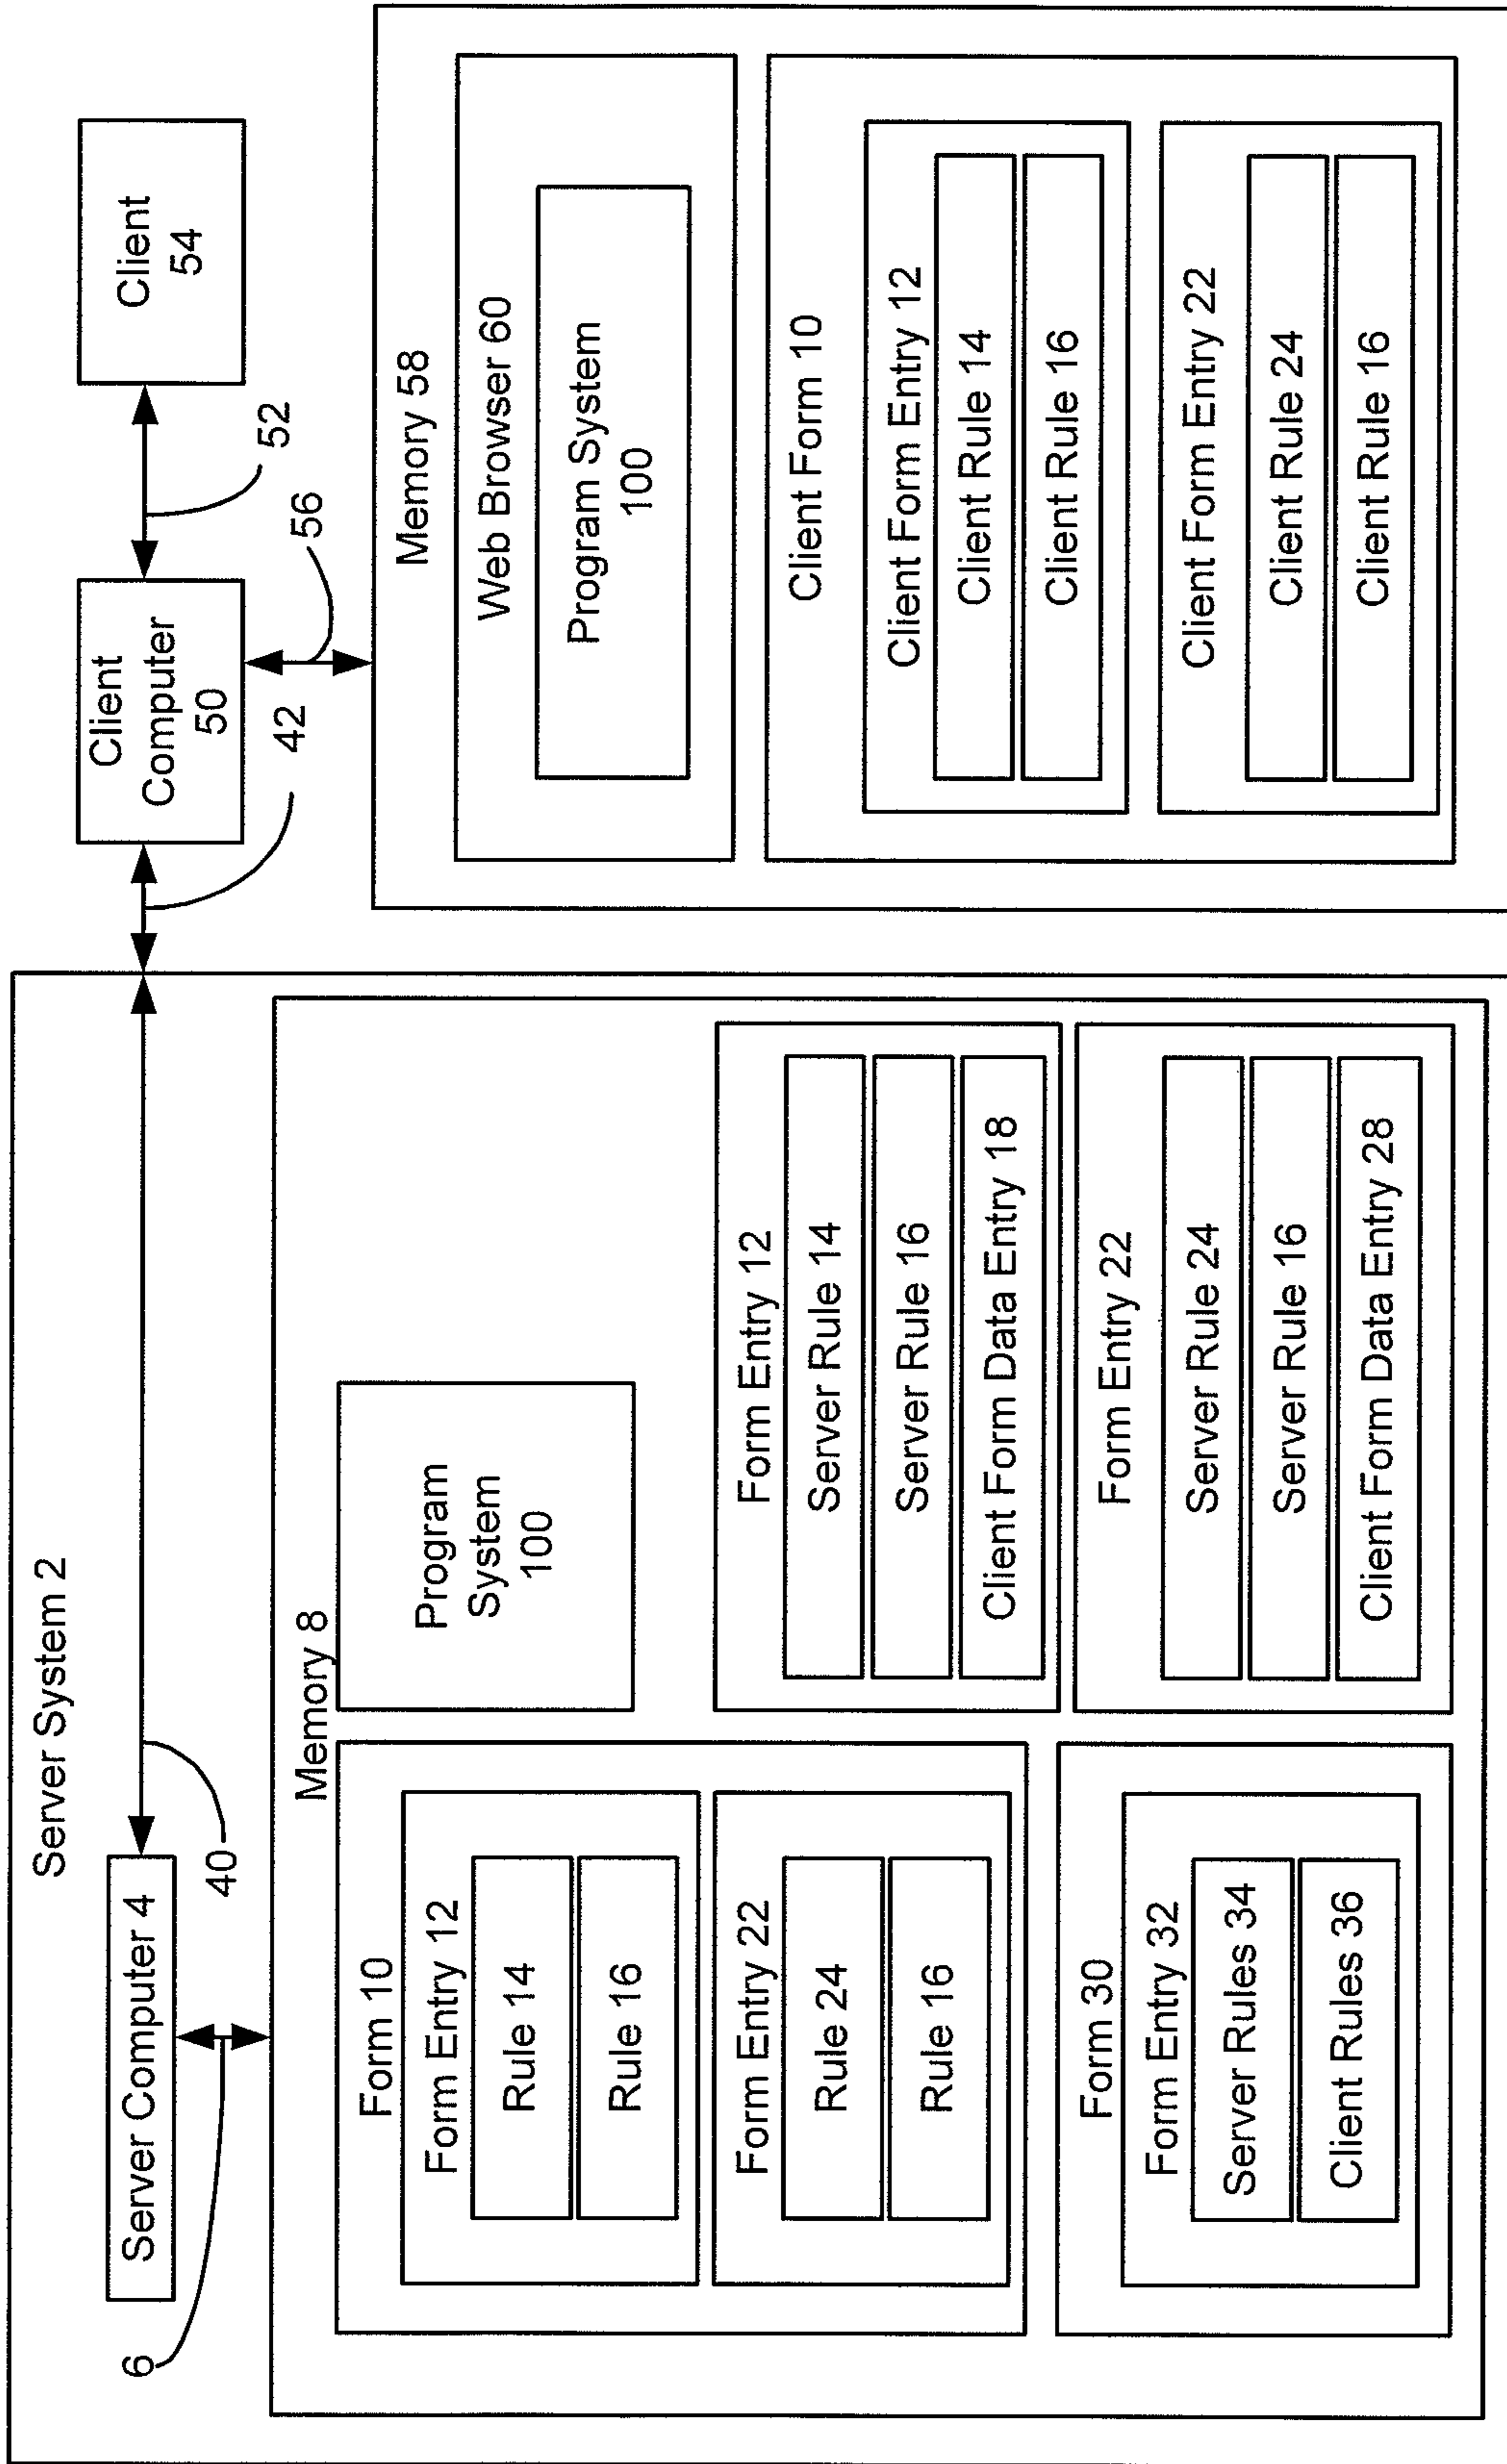 Server System 2
Server Computer 4
6
40
Memory 8
Form 10
Form Entry 12
Rule 14
Rule 16
Form Entry 22
Rule 24
Rule 16
Form 30
Form Entry 32
Server Rules 34
Client Rules 36
Program
System
100
Form Entry 12
Server Rule 14
Server Rule 16
Client Form Data Entry 18
Form Entry 22
Server Rule 24
Server Rule 16
Client Form Data Entry 28
42
Client
Computer
50
52
Client
54
56
Memory 58
Web Browser 60
Program System
100
Client Form 10
Client Form Entry 12
Client Rule 14
Client Rule 16
Client Form Entry 22
Client Rule 24
Client Rule 16